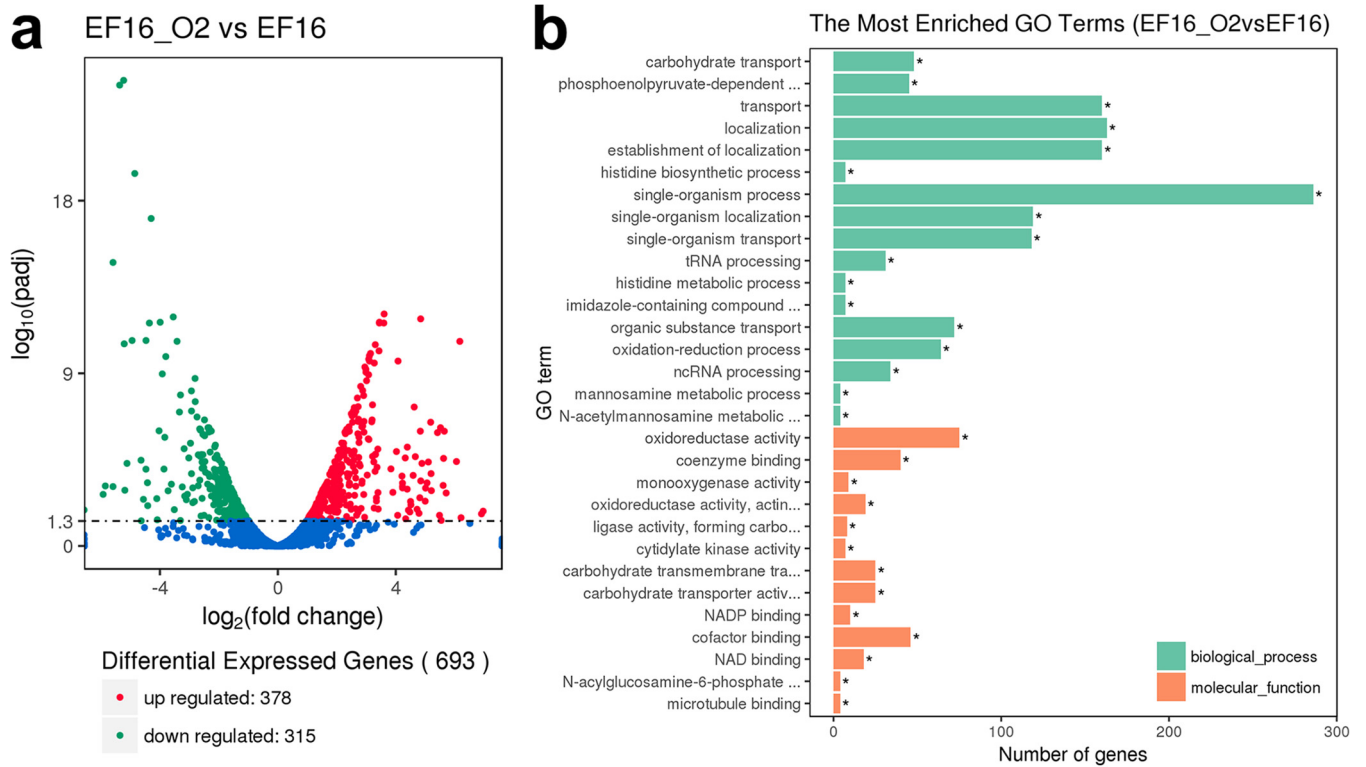 a
EF16_O2 vs EF16
log10(padj)
18
9
1.3
0
-4
0
4
log2(fold change)
Differential Expressed Genes ( 693 )
up regulated: 378
down regulated: 315
b
The Most Enriched GO Terms (EF16_O2vsEF16)
GO term
carbohydrate transport
*
phosphoenolpyruvate-dependent ...
*
transport
*
localization
*
establishment of localization
*
histidine biosynthetic process
*
single-organism process
*
single-organism localization
*
single-organism transport
*
tRNA processing
*
histidine metabolic process
*
imidazole-containing compound ...
*
organic substance transport
*
oxidation-reduction process
*
ncRNA processing
*
mannosamine metabolic process
*
N-acetylmannosamine metabolic ...
*
oxidoreductase activity
*
coenzyme binding
*
monooxygenase activity
*
oxidoreductase activity, actin...
*
ligase activity, forming carbo...
*
cytidylate kinase activity
*
carbohydrate transmembrane tra...
*
carbohydrate transporter activ...
*
NADP binding
*
cofactor binding
*
NAD binding
*
N-acylglucosamine-6-phosphate ...
*
microtubule binding
*
biological_process
molecular_function
0
100
200
300
Number of genes